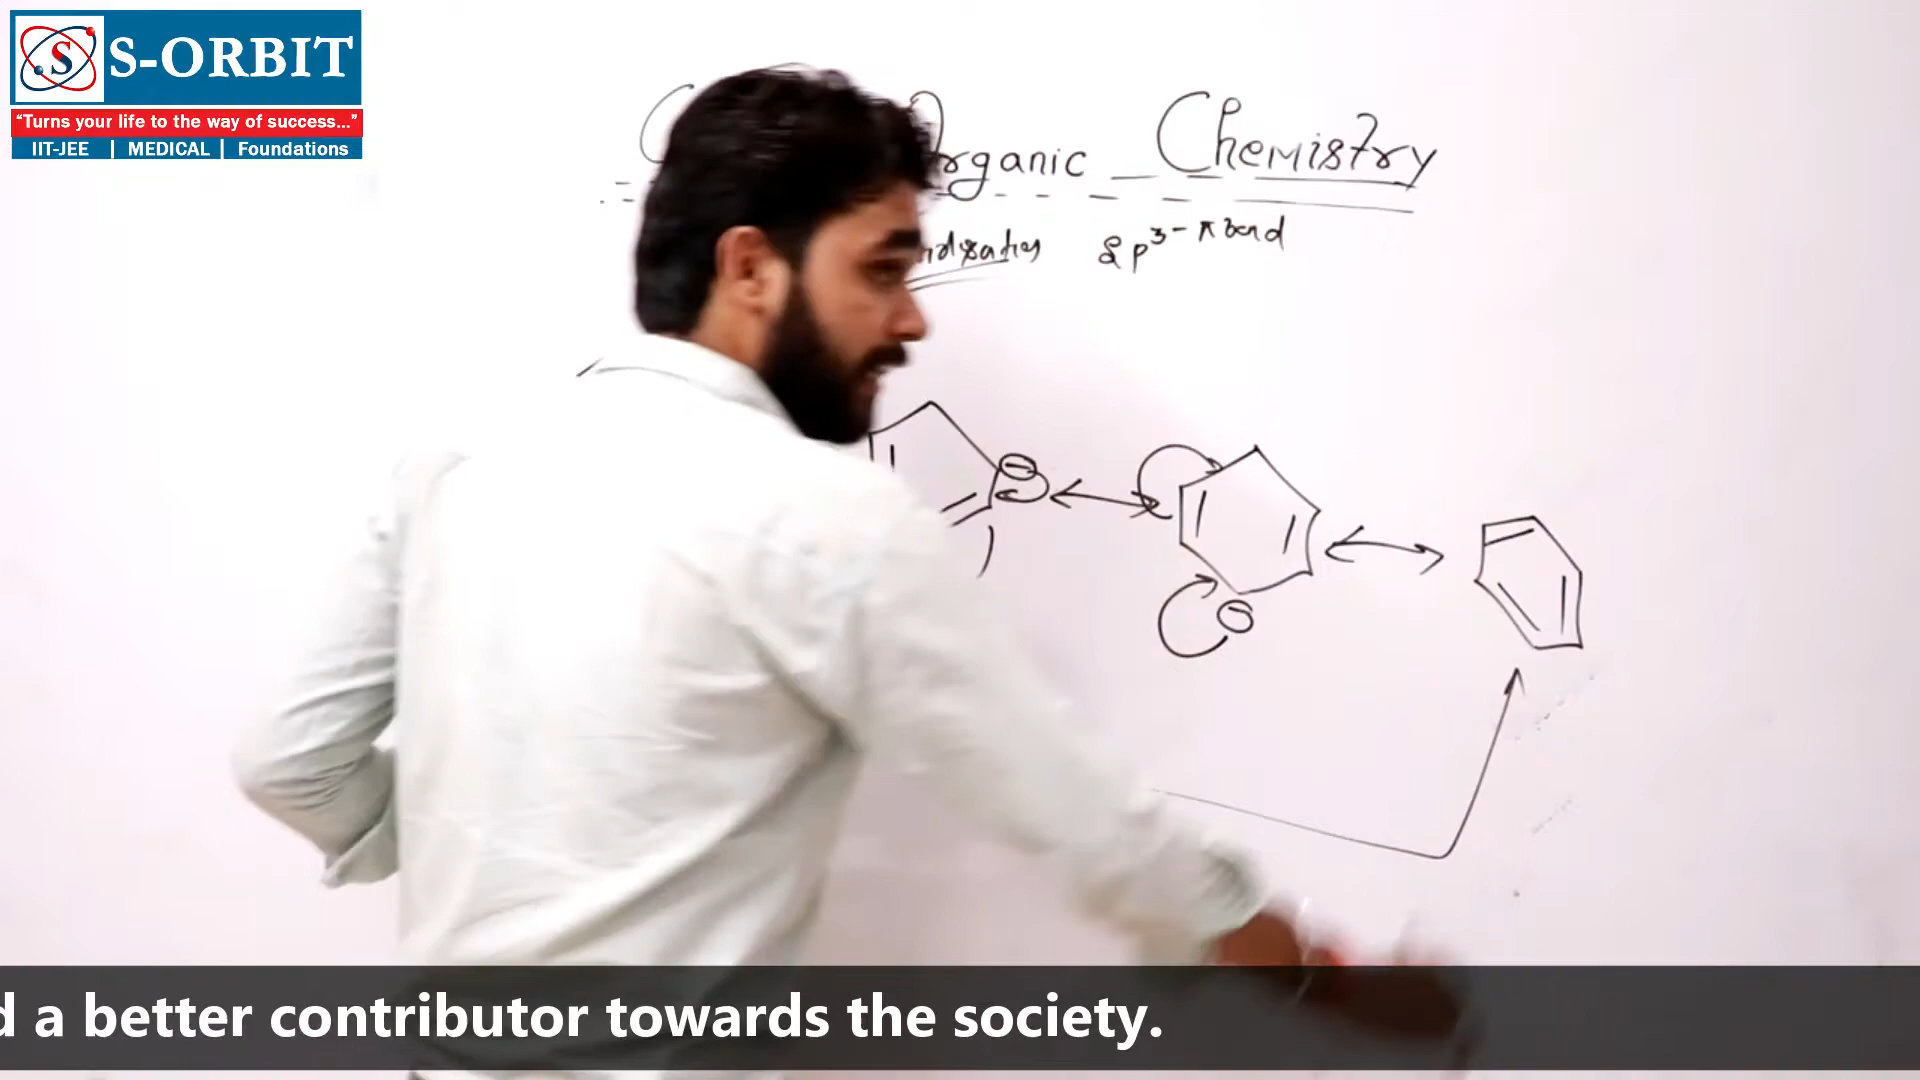 S
S-ORBIT
"Turns your life to the way of success..."
IIT-JEE | MEDICAL | Foundations
Organic Chemistry
sp³ - π bond
d a better contributor towards the society.